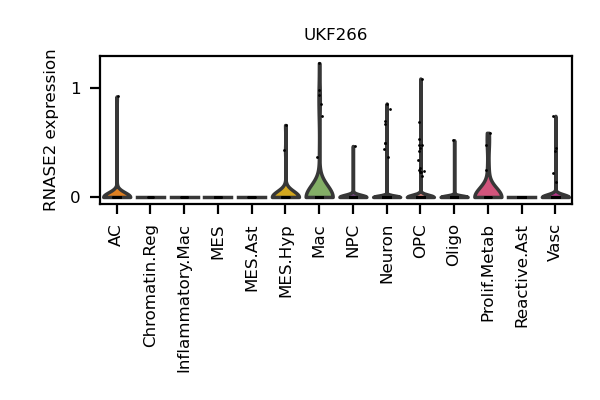 UKF266
RNASE2 expression
1
0
AC
Chromatin.Reg
Inflammatory.Mac
MES
MES.Ast
MES.Hyp
Mac
NPC
Neuron
OPC
Oligo
Prolif.Metab
Reactive.Ast
Vasc